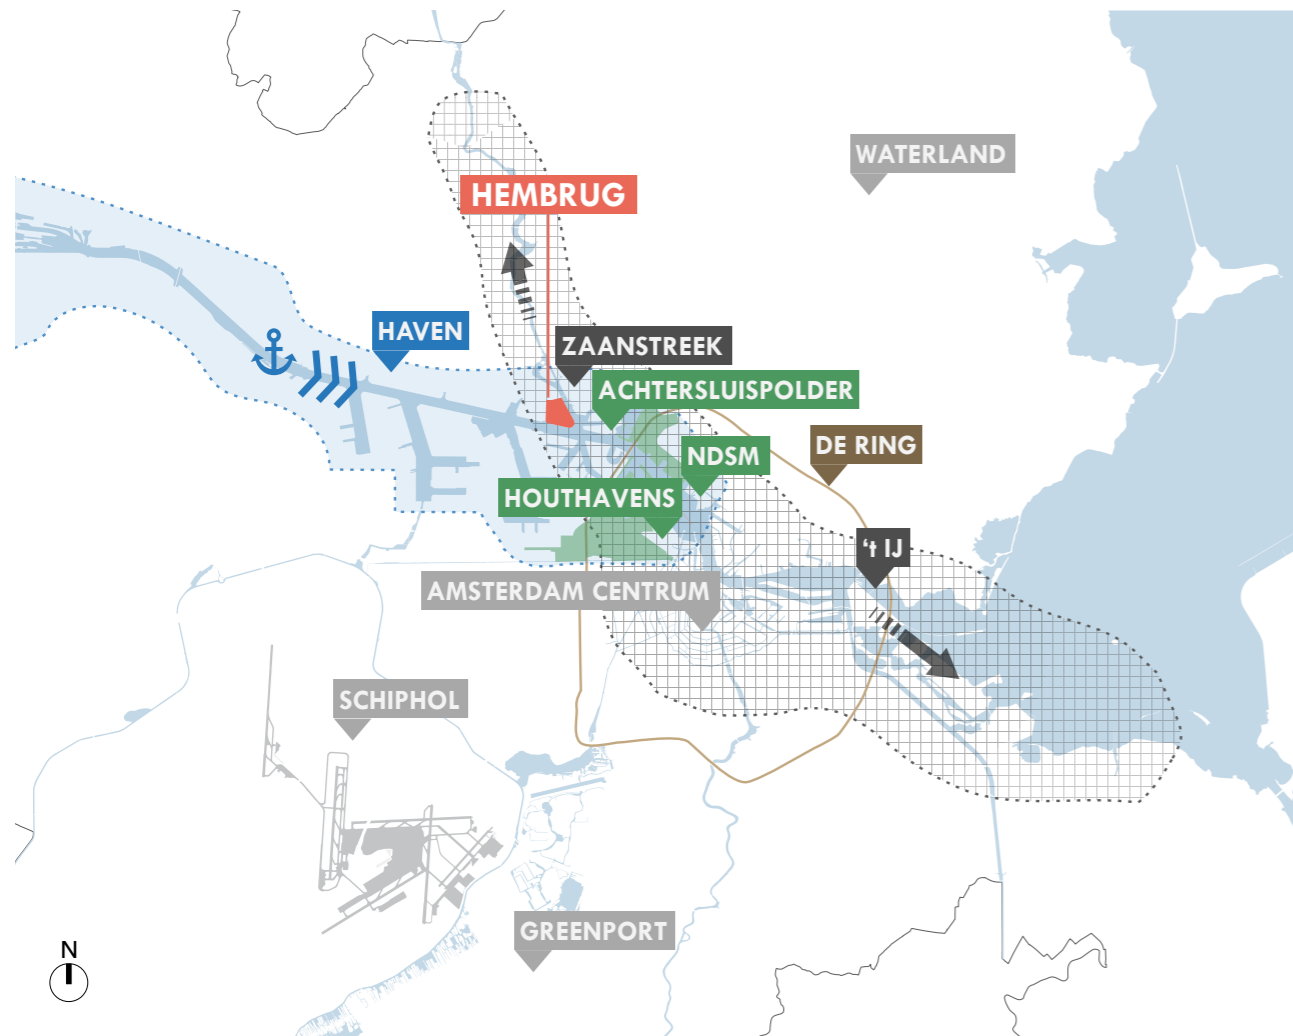 WATERLAND
HEMBRUG
HAVEN
ZAANSTREEK
ACHTERSLUISPOLDER
DE RING
NDSM
HOUTHAVENS
‘t IJ
AMSTERDAM CENTRUM
SCHIPHOL
GREENPORT
N